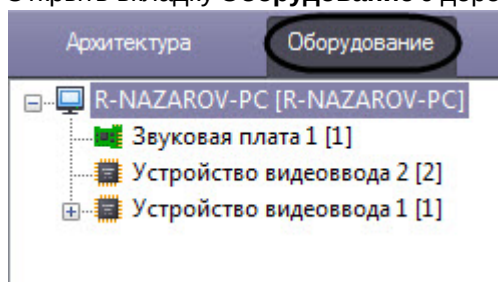 Архитектура Оборудование
R-NAZAROV-PC [R-NAZAROV-PC]
Звуковая плата 1 [1]
Устройство видеоввода 2 [2]
Устройство видеоввода 1 [1]